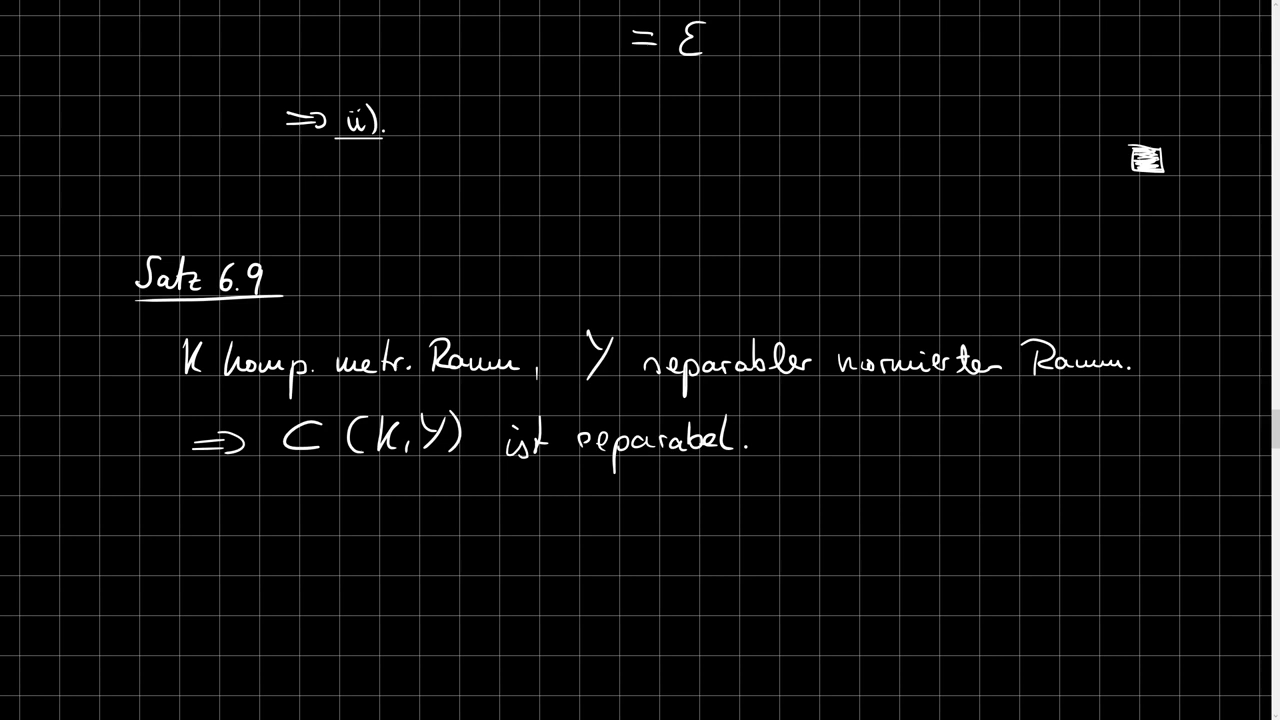 = ε
⇒ ii).
Satz 6.9
K komp. metr. Raum, Y separabler normierter Raum.
⇒ C (K, Y) ist separabel.